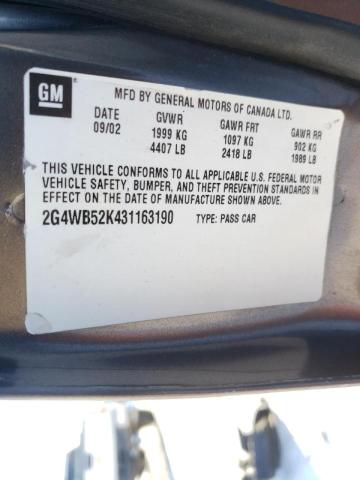 GM
MFD BY GENERAL MOTORS OF CANADA LTD.
DATE GVWR GAWR FRT GAWR RR
09/02 1999 KG 1097 KG 902 KG
4407 LB 2418 LB 1989 LB
THIS VEHICLE CONFORMS TO ALL APPLICABLE U.S. FEDERAL MOTOR
VEHICLE SAFETY, BUMPER, AND THEFT PREVENTION STANDARDS IN
EFFECT ON THE DATE OF MANUFACTURE SHOWN ABOVE.
2G4WB52K431163190 TYPE: PASS CAR